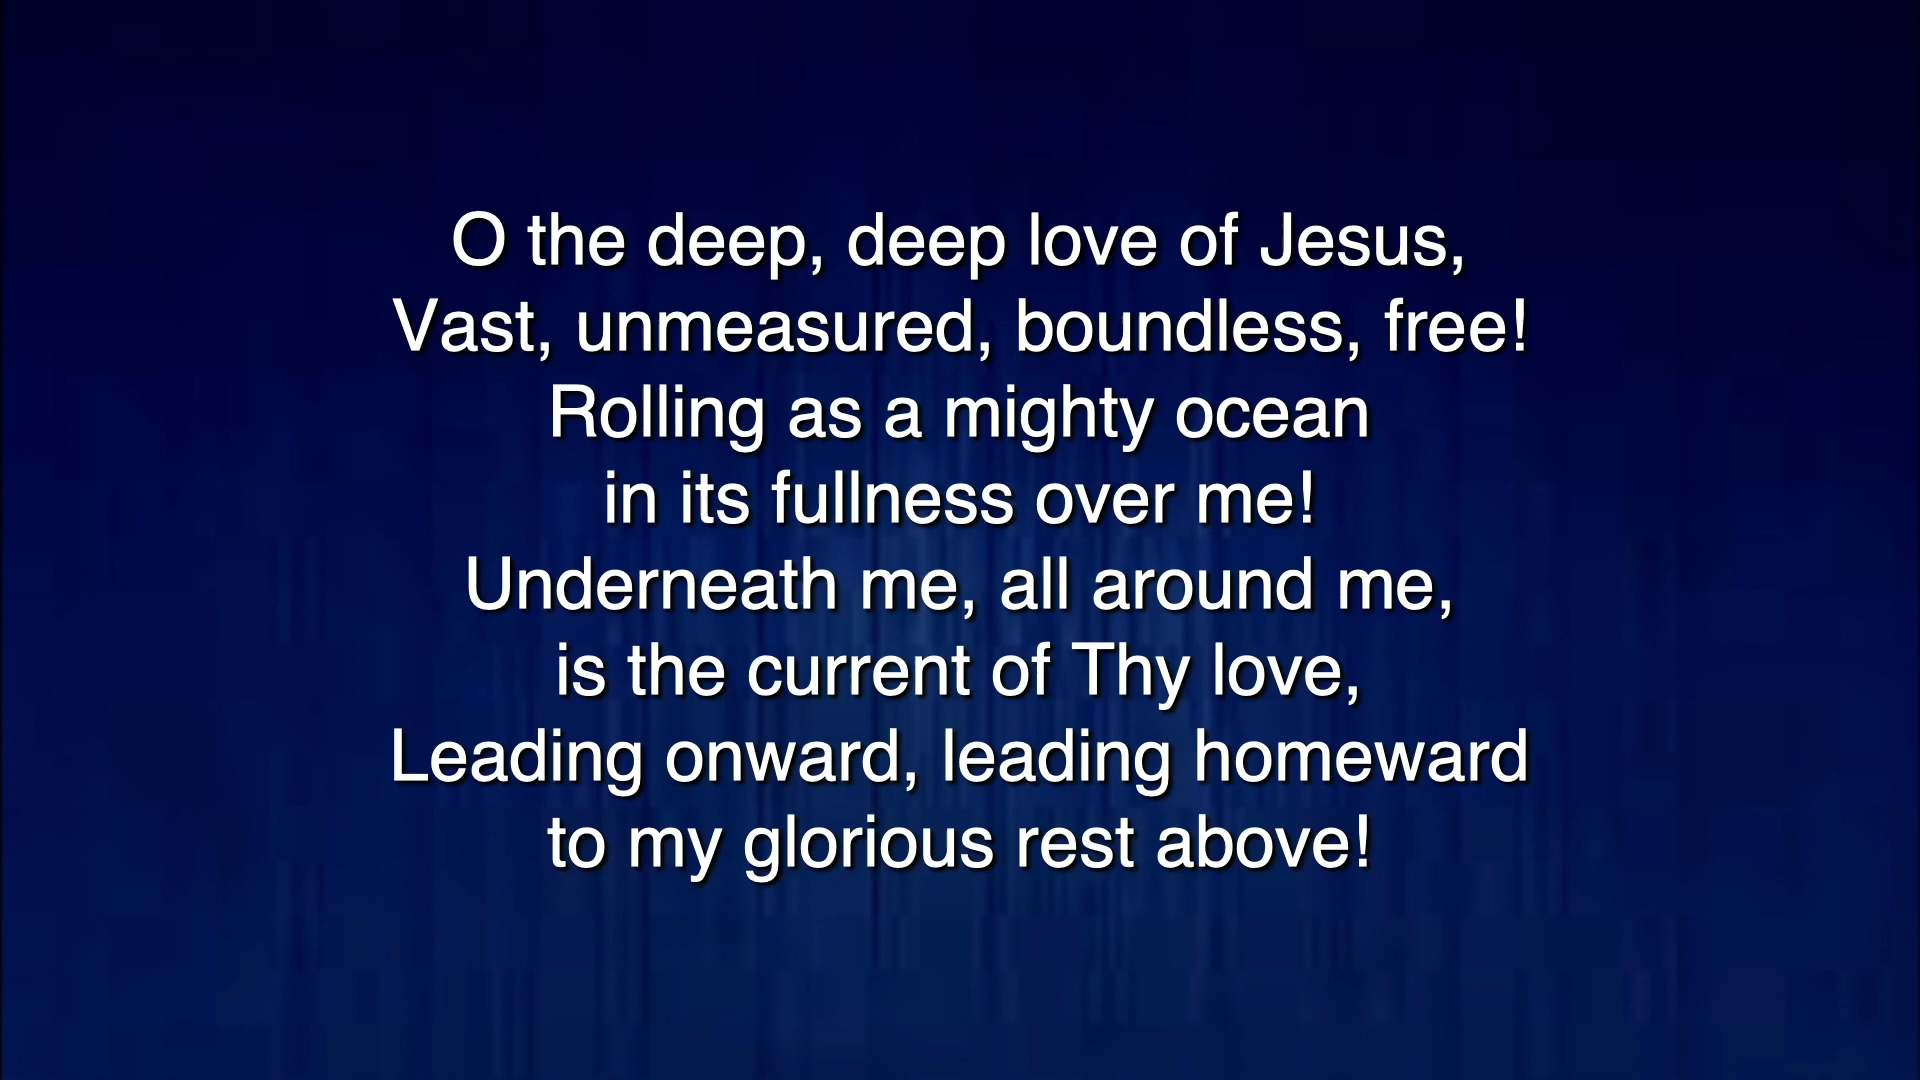 O the deep, deep love of Jesus,
Vast, unmeasured, boundless, free!
Rolling as a mighty ocean
in its fullness over me!
Underneath me, all around me,
is the current of Thy love,
Leading onward, leading homeward
to my glorious rest above!